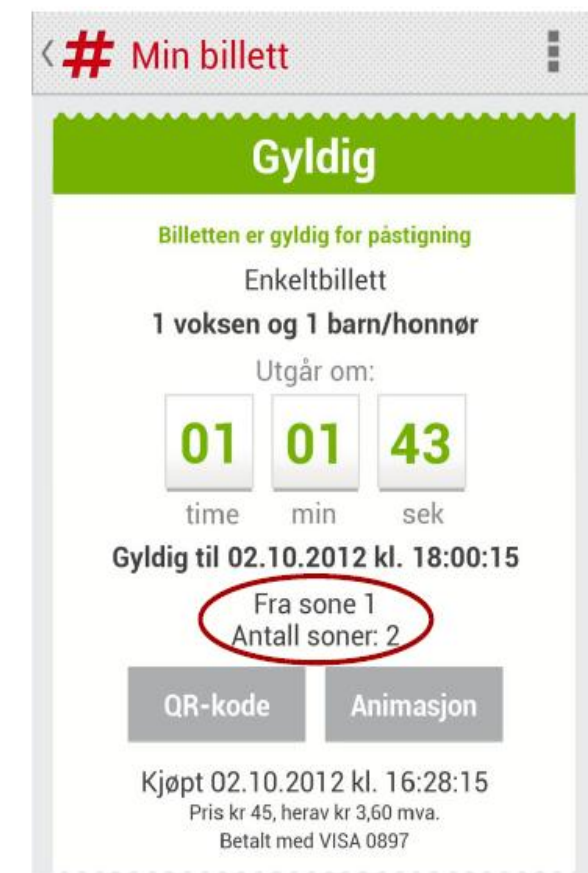 # Min billett
Gyldig
Billetten er gyldig for påstigning
Enkeltbillett
1 voksen og 1 barn/honnør
Utgår om:
01 01 43
time min sek
Gyldig til 02.10.2012 kl. 18:00:15
Fra sone 1
Antall soner: 2
QR-kode Animasjon
Kjøpt 02.10.2012 kl. 16:28:15
Pris kr 45, herav kr 3,60 mva.
Betalt med VISA 0897